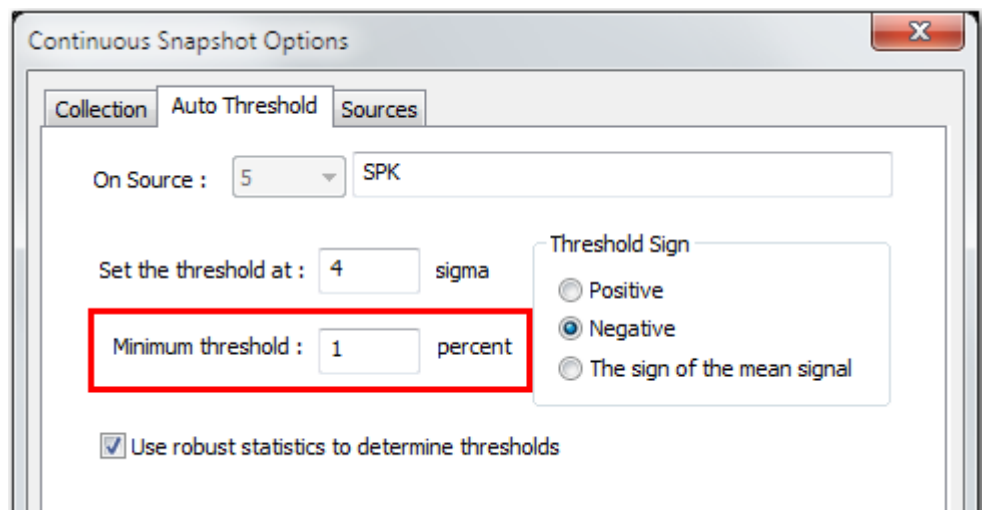 Continuous Snapshot Options
Collection Auto Threshold Sources
On Source : 5 SPK
Threshold Sign
Set the threshold at : 4 sigma
Positive
Negative
Minimum threshold : 1 percent
The sign of the mean signal
Use robust statistics to determine thresholds